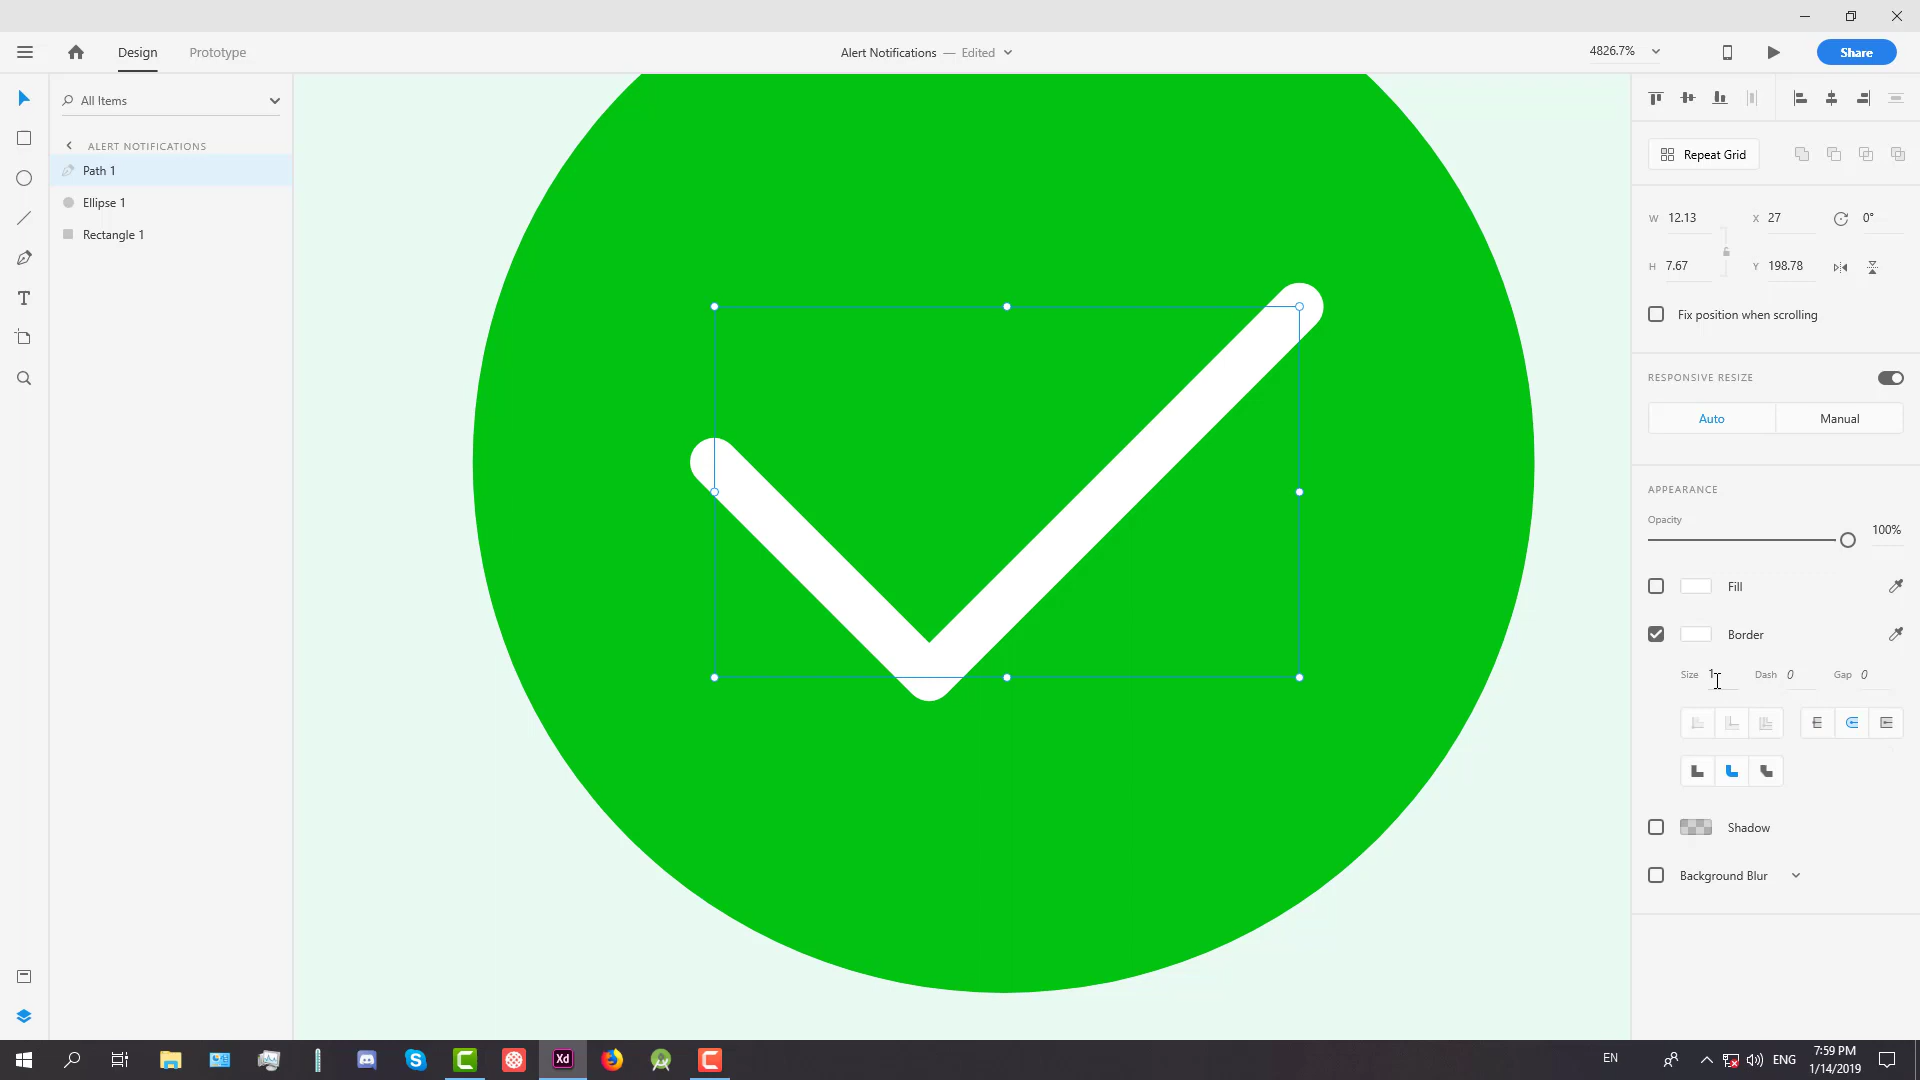 Design
Prototype
Alert Notifications — Edited
4826.7%
Share
All Items
ALERT NOTIFICATIONS
Path 1
Ellipse 1
Rectangle 1
Repeat Grid
W 12.13
X 27
0°
H 7.67
Y 198.78
Fix position when scrolling
RESPONSIVE RESIZE
Auto
Manual
APPEARANCE
Opacity
100%
Fill
Border
Size 1
Dash 0
Gap 0
Shadow
Background Blur
Xd
EN
ENG
7:59 PM
1/14/2019